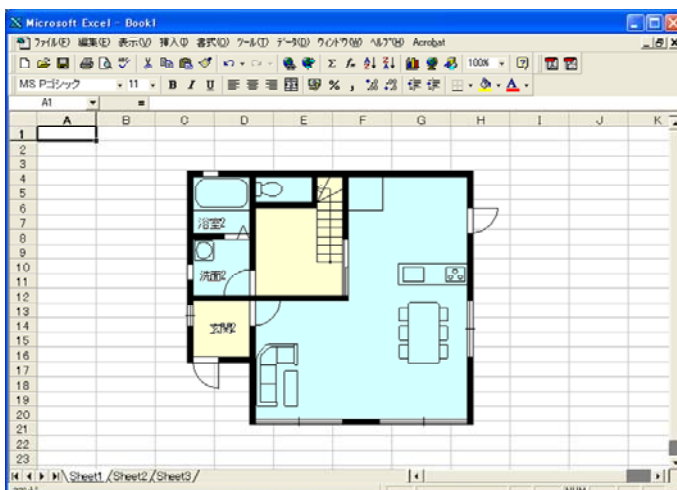 Microsoft Excel - Book1
ファイル(F) 編集(E) 表示(V) 挿入(I) 書式(O) ツール(T) データ(D) ウィンドウ(W) ヘルプ(H) Acrobat
100%
MS Pゴシック 11 B I U % ,
A1 =
A B C D E F G H I J K
1
2
3
4
5
6
7 浴室2
8
9
10
11 洗面2
12
13
14 玄関2
15
16
17
18
19
20
21
22
23
Sheet1 Sheet2 Sheet3